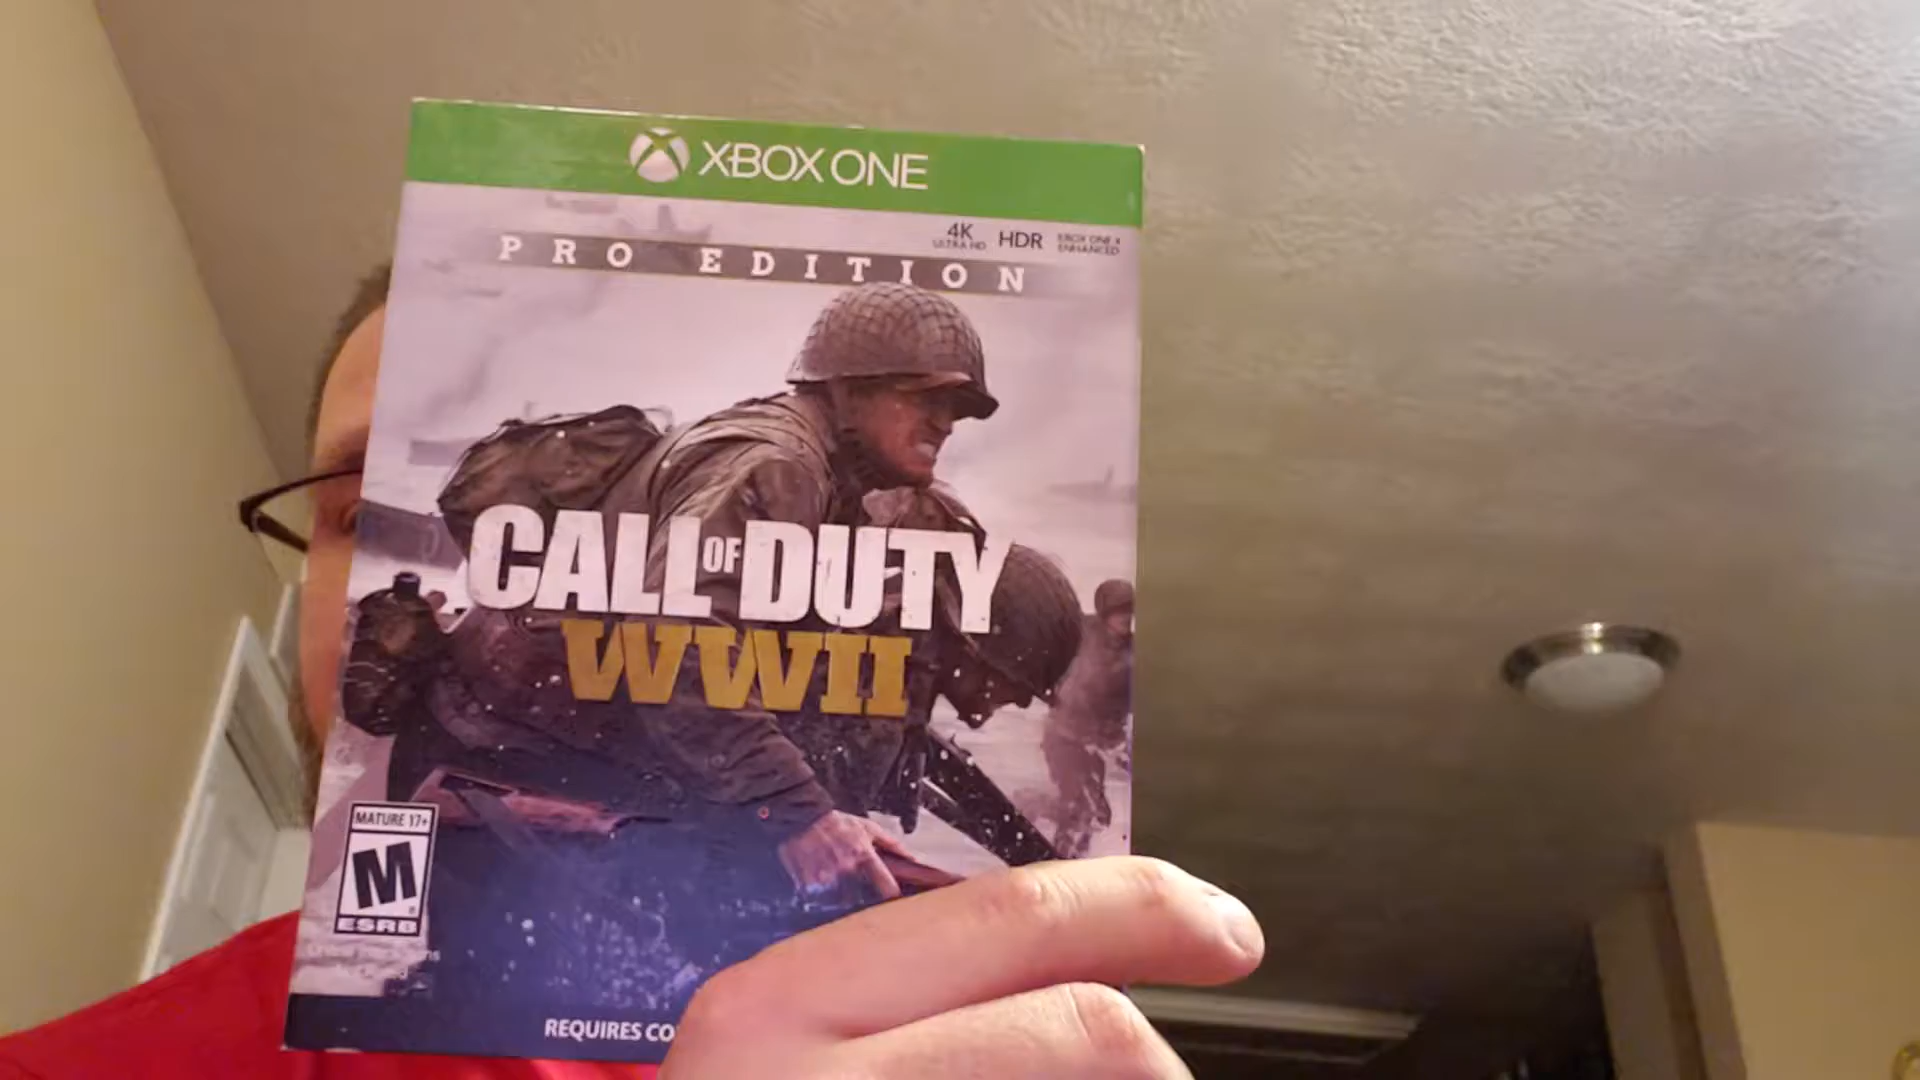 XBOX ONE
4K HDR XBOX ONE X
ULTRA HD ENHANCED
PRO EDITION
CALL OF DUTY
WWII
MATURE 17+
M
ESRB
REQUIRES